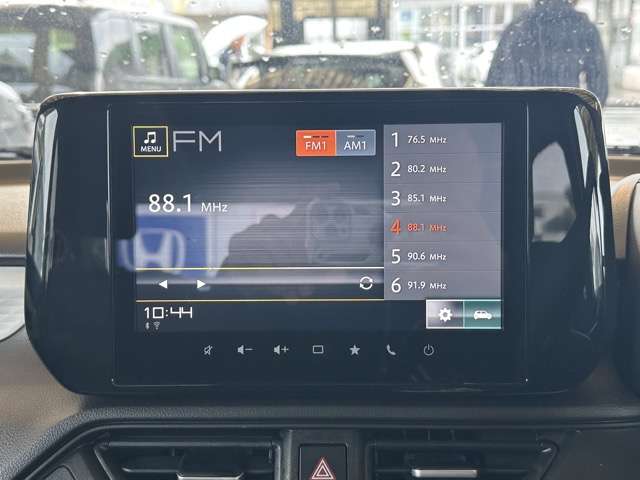 MENU FM FM1 AM1
1 76.5 MHz
2 80.2 MHz
3 85.1 MHz
88.1 MHz
4 88.1 MHz
5 90.6 MHz
6 91.9 MHz
10:44